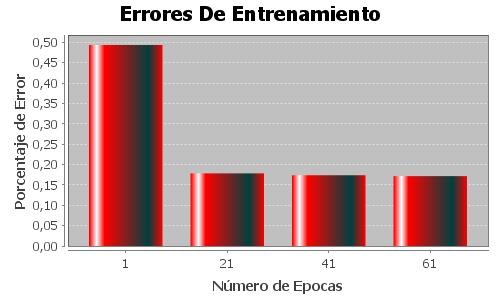 Errores De Entrenamiento
Porcentaje de Error
0,50
0,45
0,40
0,35
0,30
0,25
0,20
0,15
0,10
0,05
0,00
1 21 41 61
Número de Epocas